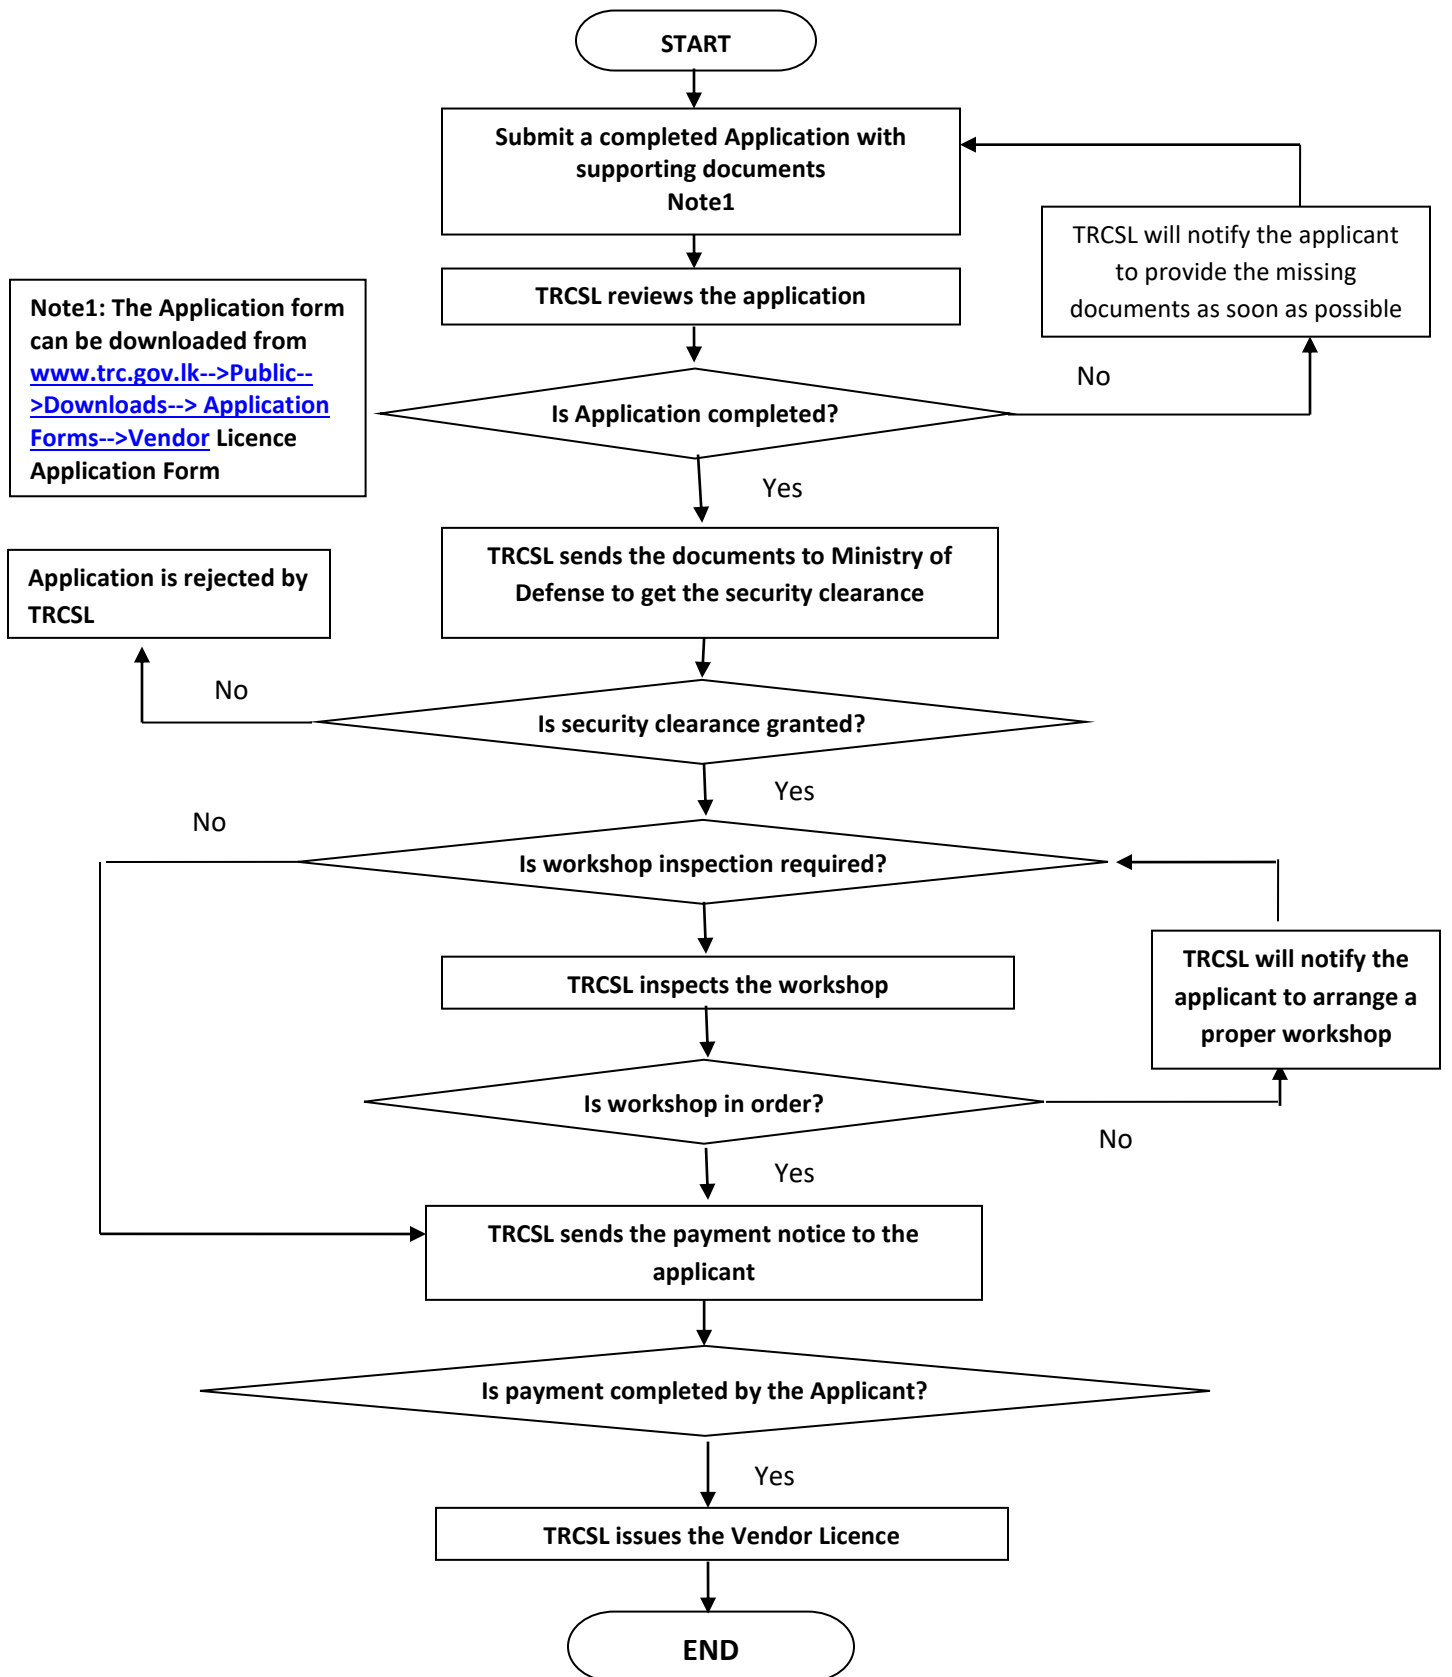 START
Submit a completed Application with
supporting documents
Note1
TRCSL will notify the applicant
to provide the missing
documents as soon as possible
TRCSL reviews the application
Note1: The Application form
can be downloaded from
www.trc.gov.lk-->Public--
>Downloads--> Application
Forms-->Vendor Licence
Application Form
No
Is Application completed?
Yes
TRCSL sends the documents to Ministry of
Defense to get the security clearance
Application is rejected by
TRCSL
No
Is security clearance granted?
Yes
No
Is workshop inspection required?
TRCSL will notify the
applicant to arrange a
proper workshop
TRCSL inspects the workshop
Is workshop in order?
No
Yes
TRCSL sends the payment notice to the
applicant
Is payment completed by the Applicant?
Yes
TRCSL issues the Vendor Licence
END